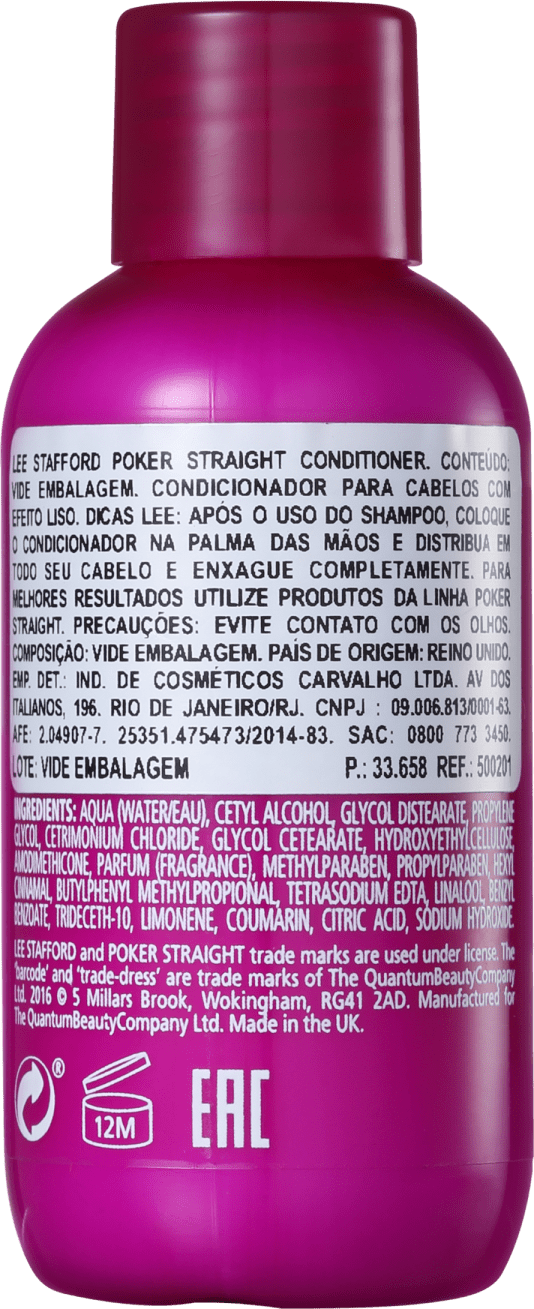 LEE STAFFORD POKER STRAIGHT CONDITIONER. CONTEÚDO:
VIDE EMBALAGEM. CONDICIONADOR PARA CABELOS COM
EFEITO LISO. DICAS LEE: APÓS O USO DO SHAMPOO, COLOQUE
O CONDICIONADOR NA PALMA DAS MÃOS E DISTRIBUA EM
TODO SEU CABELO E ENXAGUE COMPLETAMENTE. PARA
MELHORES RESULTADOS UTILIZE PRODUTOS DA LINHA POKER
STRAIGHT. PRECAUÇÕES: EVITE CONTATO COM OS OLHOS.
COMPOSIÇÃO: VIDE EMBALAGEM. PAÍS DE ORIGEM: REINO UNIDO.
EMP. DET.: IND. DE COSMÉTICOS CARVALHO LTDA. AV DOS
ITALIANOS, 196. RIO DE JANEIRO/RJ. CNPJ : 09.006.813/0001-63.
AFE: 2.04907-7. 25351.475473/2014-83. SAC: 0800 773 3450.
LOTE: VIDE EMBALAGEM P.: 33.658 REF.: 500201
INGREDIENTS: AQUA (WATER/EAU), CETYL ALCOHOL, GLYCOL DISTEARATE, PROPYLENE
GLYCOL, CETRIMONIUM CHLORIDE, GLYCOL CETEARATE, HYDROXYETHYLCELLULOSE,
AMODIMETHICONE, PARFUM (FRAGRANCE), METHYLPARABEN, PROPYLPARABEN, HEXYL
CINNAMAL, BUTYLPHENYL METHYLPROPIONAL, TETRASODIUM EDTA, LINALOOL, BENZYL
BENZOATE, TRIDECETH-10, LIMONENE, COUMARIN, CITRIC ACID, SODIUM HYDROXIDE.
LEE STAFFORD and POKER STRAIGHT trade marks are used under license. The
'barcode' and 'trade-dress' are trade marks of The QuantumBeautyCompany
Ltd. 2016 © 5 Millars Brook, Wokingham, RG41 2AD. Manufactured for
The QuantumBeautyCompany Ltd. Made in the UK.
® 12M EAC